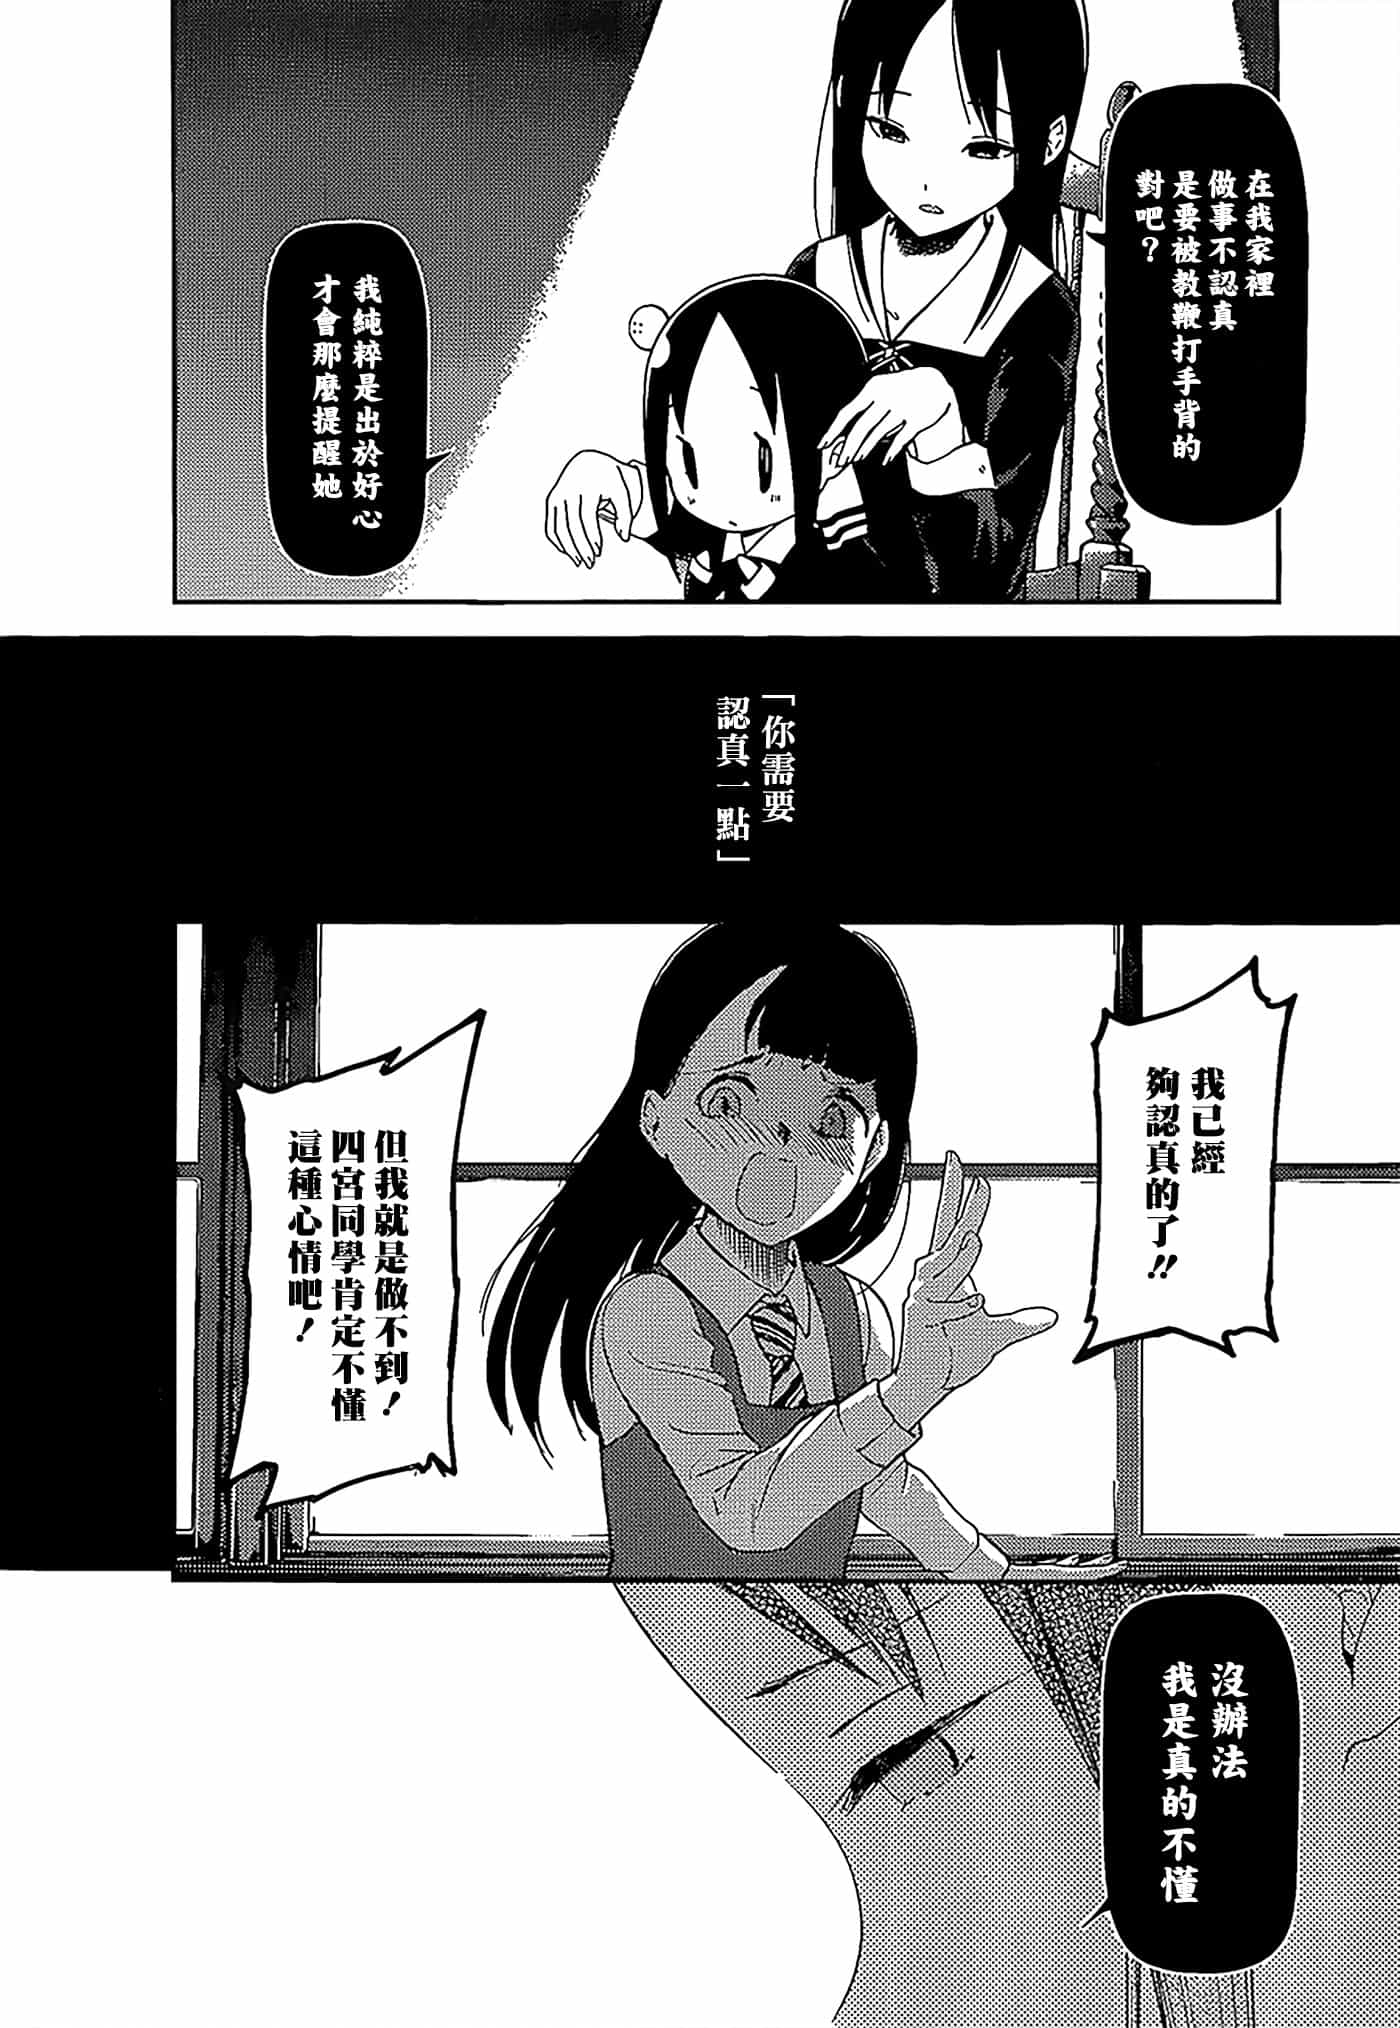 在我家裡
做事不認真
是要被教鞭打手背的
對吧？
我純粹是出於好心
才會那麼提醒她
「你需要
認真一點」
我已經
夠認真的了!!
但我就是做不到！
四宮同學肯定不懂
這種心情吧！
沒辦法
我是真的不懂